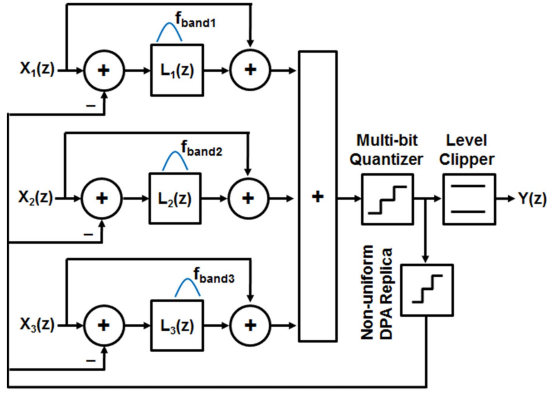 fband1
X1(z)
+
L1(z)
+
–
fband2
X2(z)
+
L2(z)
+
–
fband3
X3(z)
+
L3(z)
+
–
+
Multi-bit
Quantizer
Level
Clipper
Y(z)
Non-uniform
DPA Replica